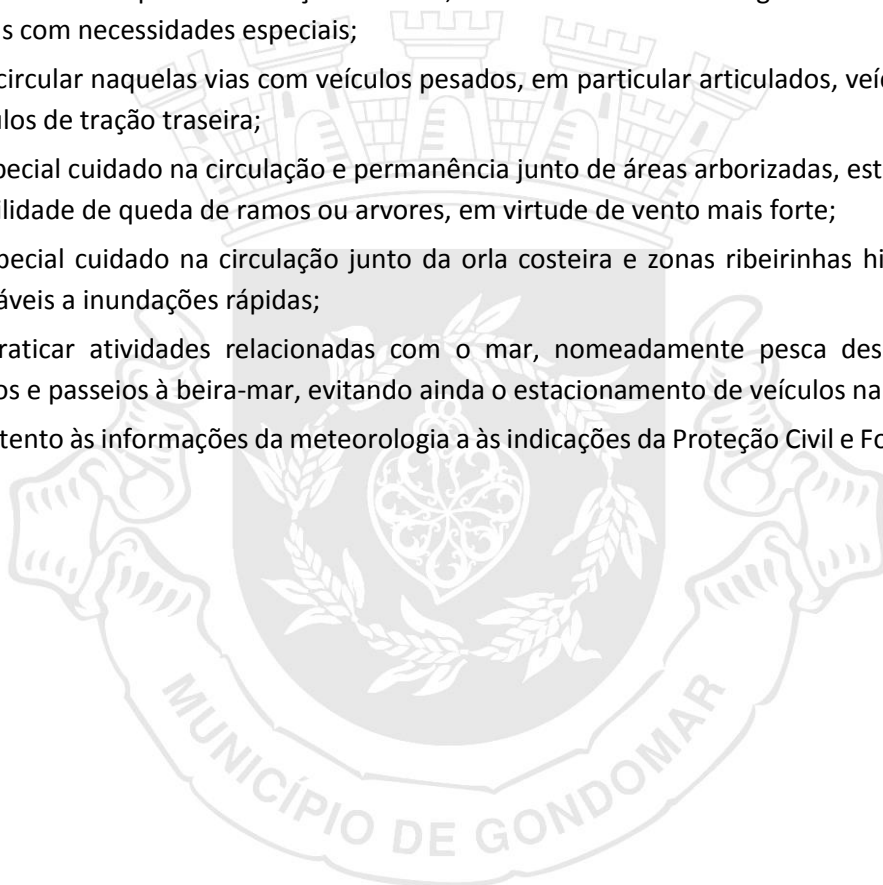 s com necessidades especiais;
circular naquelas vias com veículos pesados, em particular articulados, veíc
los de tração traseira;
pecial cuidado na circulação e permanência junto de áreas arborizadas, est
ilidade de queda de ramos ou arvores, em virtude de vento mais forte;
pecial cuidado na circulação junto da orla costeira e zonas ribeirinhas hi
áveis a inundações rápidas;
raticar atividades relacionadas com o mar, nomeadamente pesca des
os e passeios à beira-mar, evitando ainda o estacionamento de veículos na
tento às informações da meteorologia a às indicações da Proteção Civil e Fo
MUNICÍPIO DE GONDOMAR